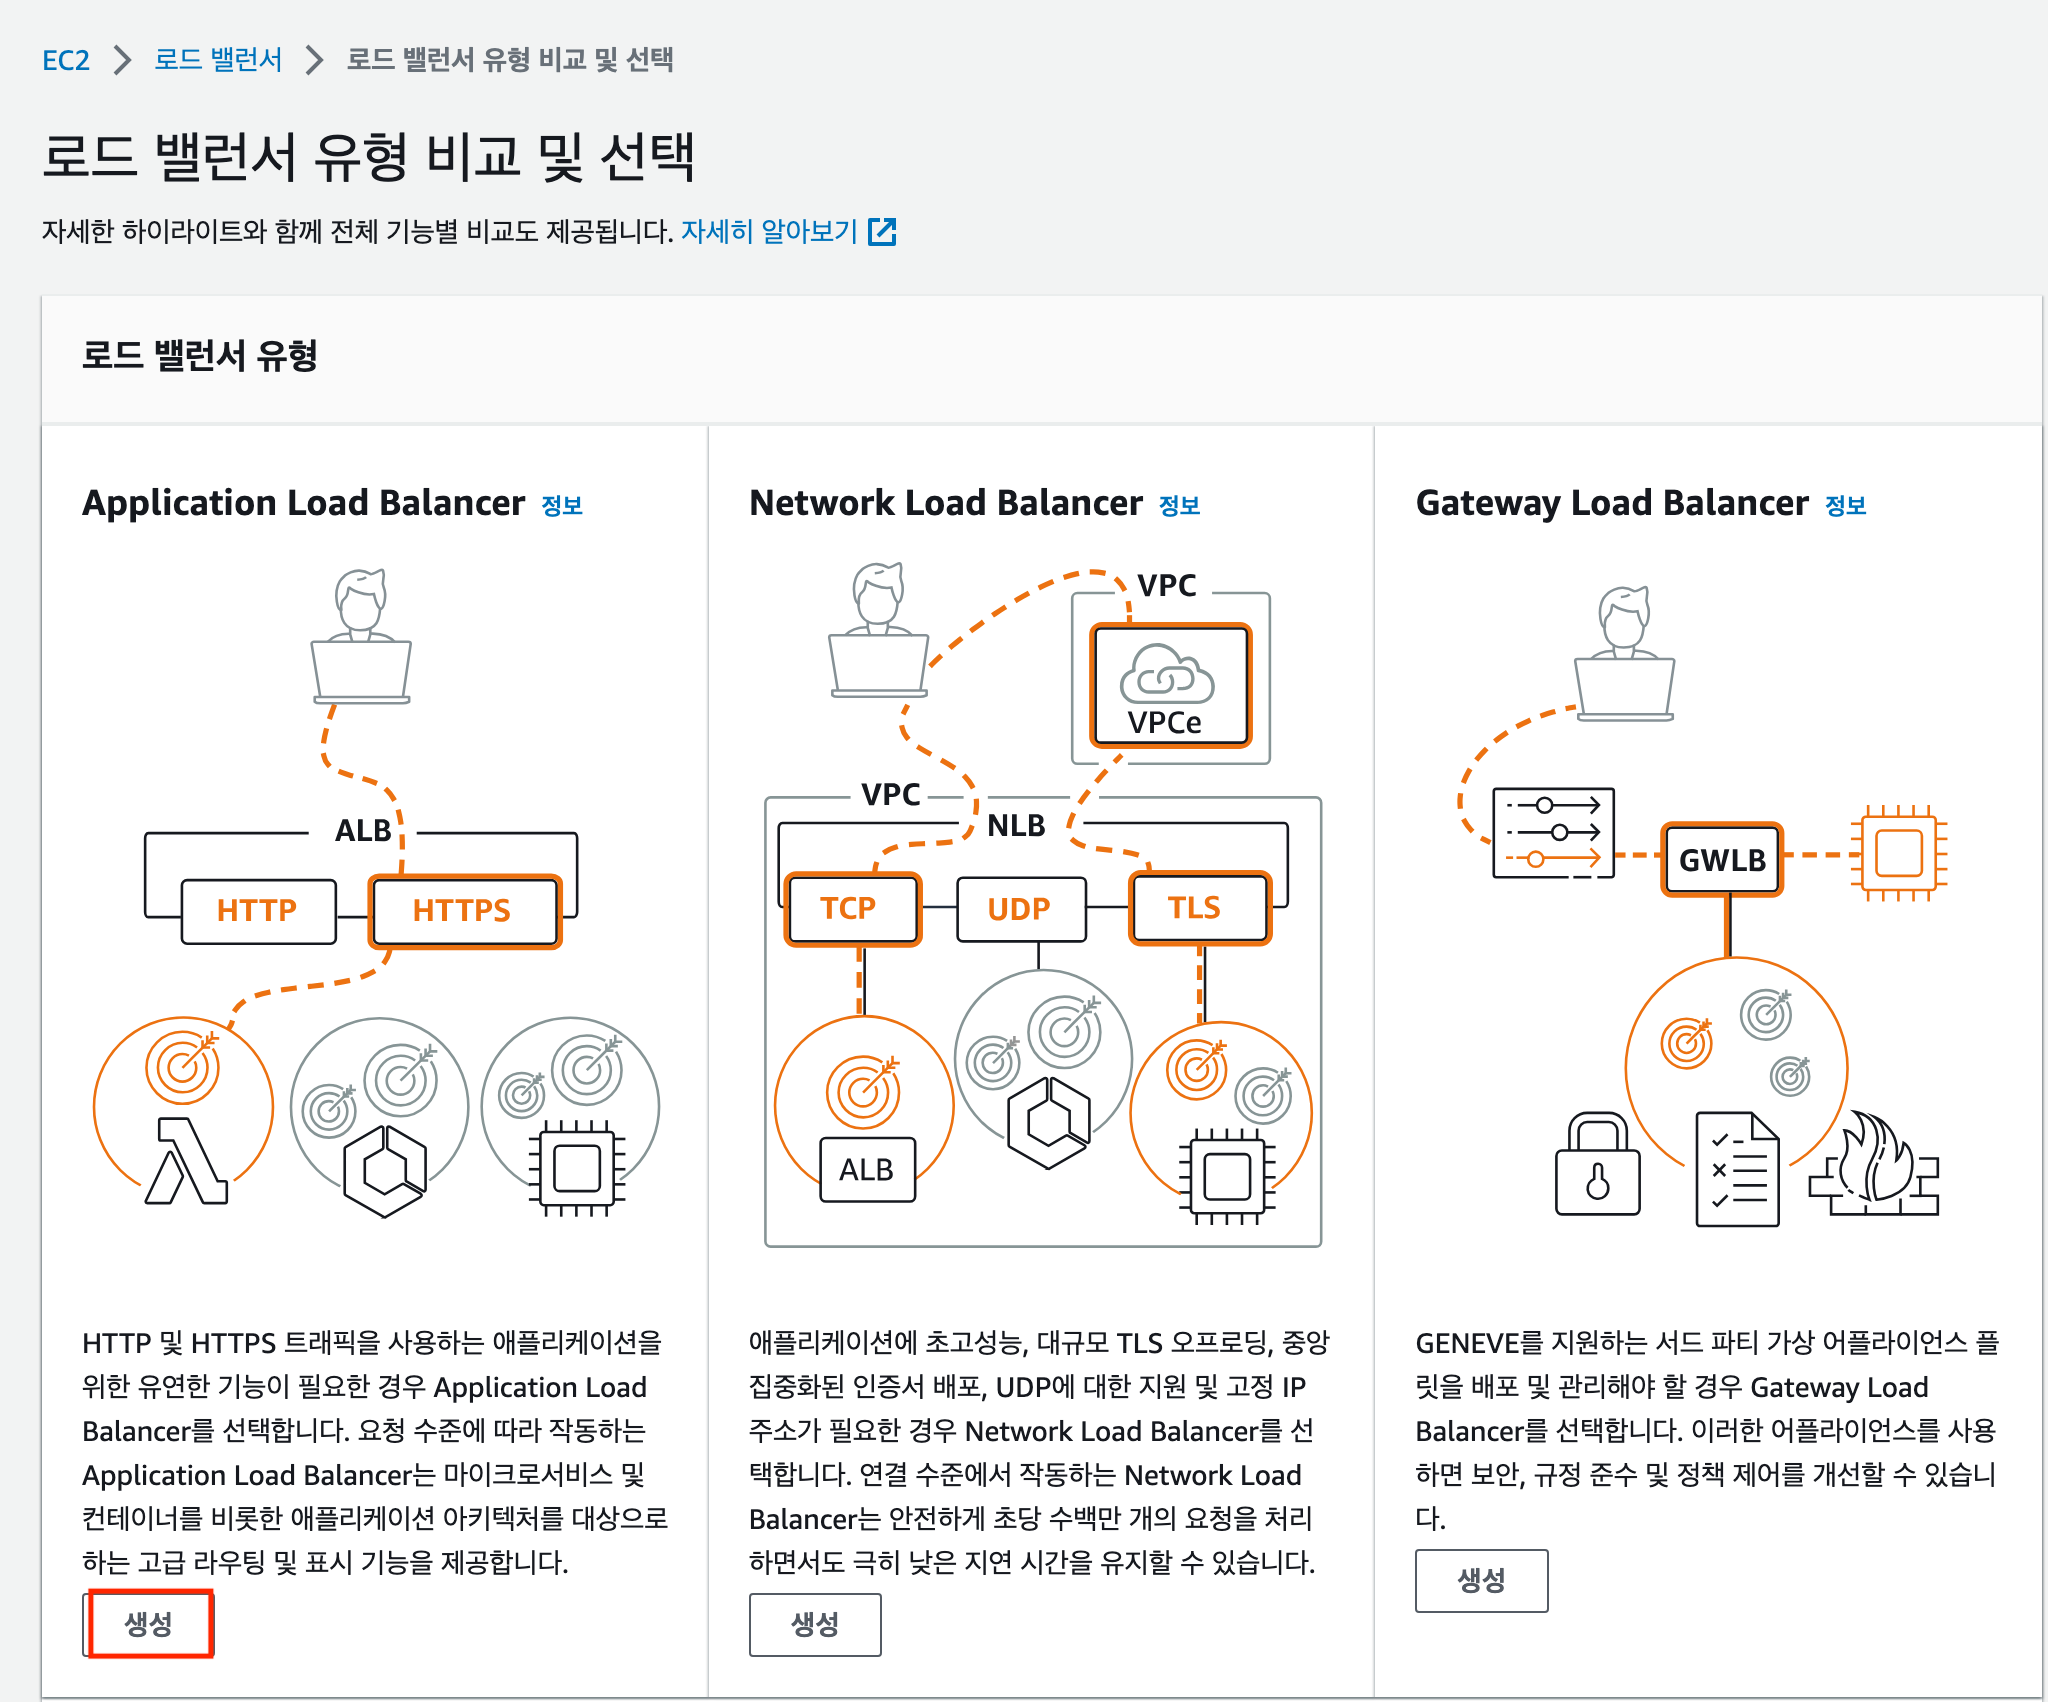 EC2 로드 밸런서 로드 밸런서 유형 비교 및 선택
로드 밸런서 유형 비교 및 선택
자세한 하이라이트와 함께 전체 기능별 비교도 제공됩니다. 자세히 알아보기
로드 밸런서 유형
Application Load Balancer 정보
ALB
HTTP HTTPS
HTTP 및 HTTPS 트래픽을 사용하는 애플리케이션을
위한 유연한 기능이 필요한 경우 Application Load
Balancer를 선택합니다. 요청 수준에 따라 작동하는
Application Load Balancer는 마이크로서비스 및
컨테이너를 비롯한 애플리케이션 아키텍처를 대상으로
하는 고급 라우팅 및 표시 기능을 제공합니다.
생성
Network Load Balancer 정보
VPC
VPCe
VPC
NLB
TCP UDP TLS
ALB
애플리케이션에 초고성능, 대규모 TLS 오프로딩, 중앙
집중화된 인증서 배포, UDP에 대한 지원 및 고정 IP
주소가 필요한 경우 Network Load Balancer를 선
택합니다. 연결 수준에서 작동하는 Network Load
Balancer는 안전하게 초당 수백만 개의 요청을 처리
하면서도 극히 낮은 지연 시간을 유지할 수 있습니다.
생성
Gateway Load Balancer 정보
GWLB
GENEVE를 지원하는 서드 파티 가상 어플라이언스 플
릿을 배포 및 관리해야 할 경우 Gateway Load
Balancer를 선택합니다. 이러한 어플라이언스를 사용
하면 보안, 규정 준수 및 정책 제어를 개선할 수 있습니
다.
생성